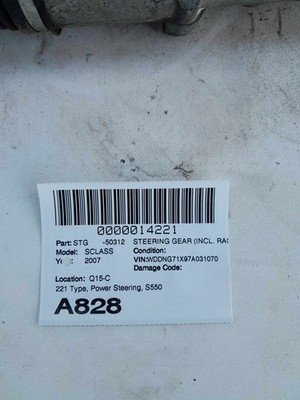 0000014221
Part: STG -50312 STEERING GEAR (INCL. RAC
Model: SCLASS Condition:
2007 VIN:WDDNG71X97A031070
Damage Code:
Location: Q15-C
221 Type, Power Steering, S550
A828